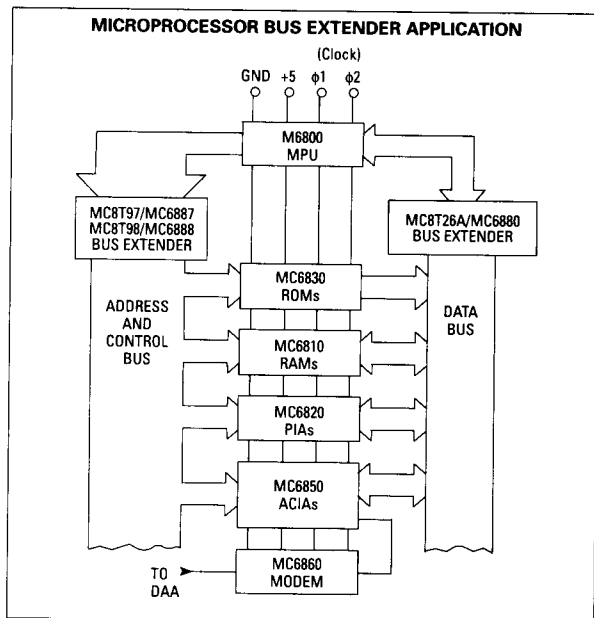 MICROPROCESSOR BUS EXTENDER APPLICATION
(Clock)
GND +5 ϕ1 ϕ2
M6800
MPU
MC8T97/MC6887
MC8T98/MC6888
BUS EXTENDER
MC8T26A/MC6880
BUS EXTENDER
ADDRESS
AND
CONTROL
BUS
MC6830
ROMs
MC6810
RAMs
MC6820
PIAs
MC6850
ACIAs
MC6860
MODEM
DATA
BUS
TO
DAA